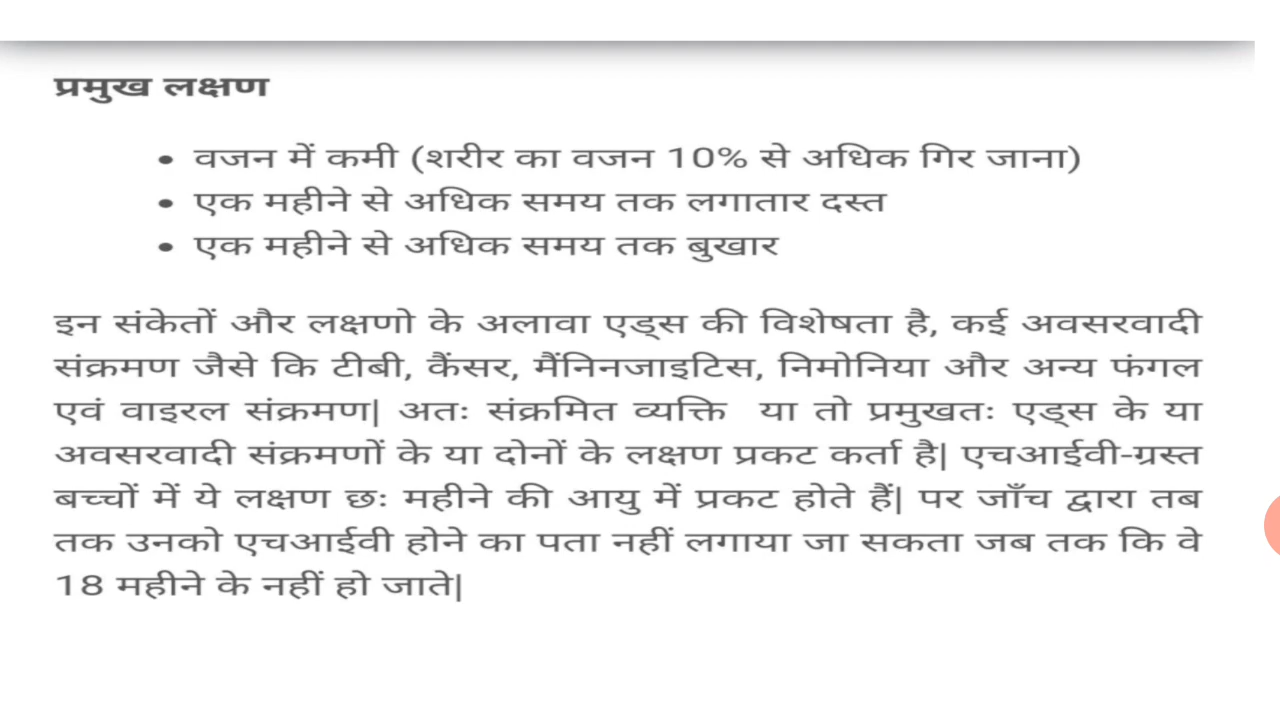 प्रमुख लक्षण
• वजन में कमी (शरीर का वजन 10% से अधिक गिर जाना)
• एक महीने से अधिक समय तक लगातार दस्त
• एक महीने से अधिक समय तक बुखार
इन संकेतों और लक्षणो के अलावा एड्स की विशेषता है, कई अवसरवादी
संक्रमण जैसे कि टीबी, कैंसर, मैंनिनजाइटिस, निमोनिया और अन्य फंगल
एवं वाइरल संक्रमण| अतः संक्रमित व्यक्ति या तो प्रमुखतः एड्स के या
अवसरवादी संक्रमणों के या दोनों के लक्षण प्रकट कर्ता है| एचआईवी-ग्रस्त
बच्चों में ये लक्षण छः महीने की आयु में प्रकट होते हैं| पर जाँच द्वारा तब
तक उनको एचआईवी होने का पता नहीं लगाया जा सकता जब तक कि वे
18 महीने के नहीं हो जाते|